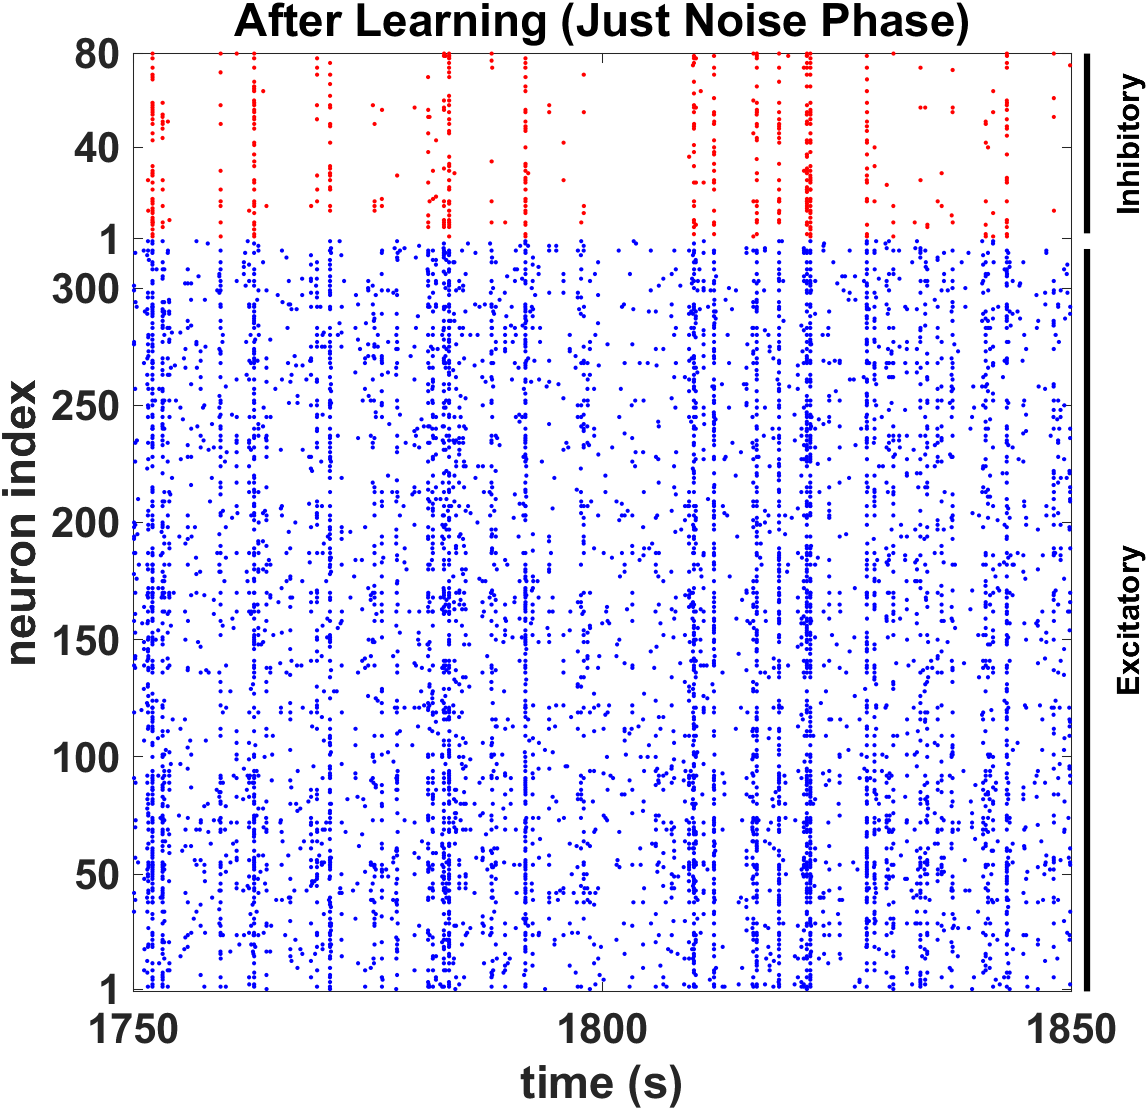 After Learning (Just Noise Phase)
80
40
1
300
250
200
150
100
50
1
1750
1800
1850
time (s)
neuron index
Inhibitory
Excitatory